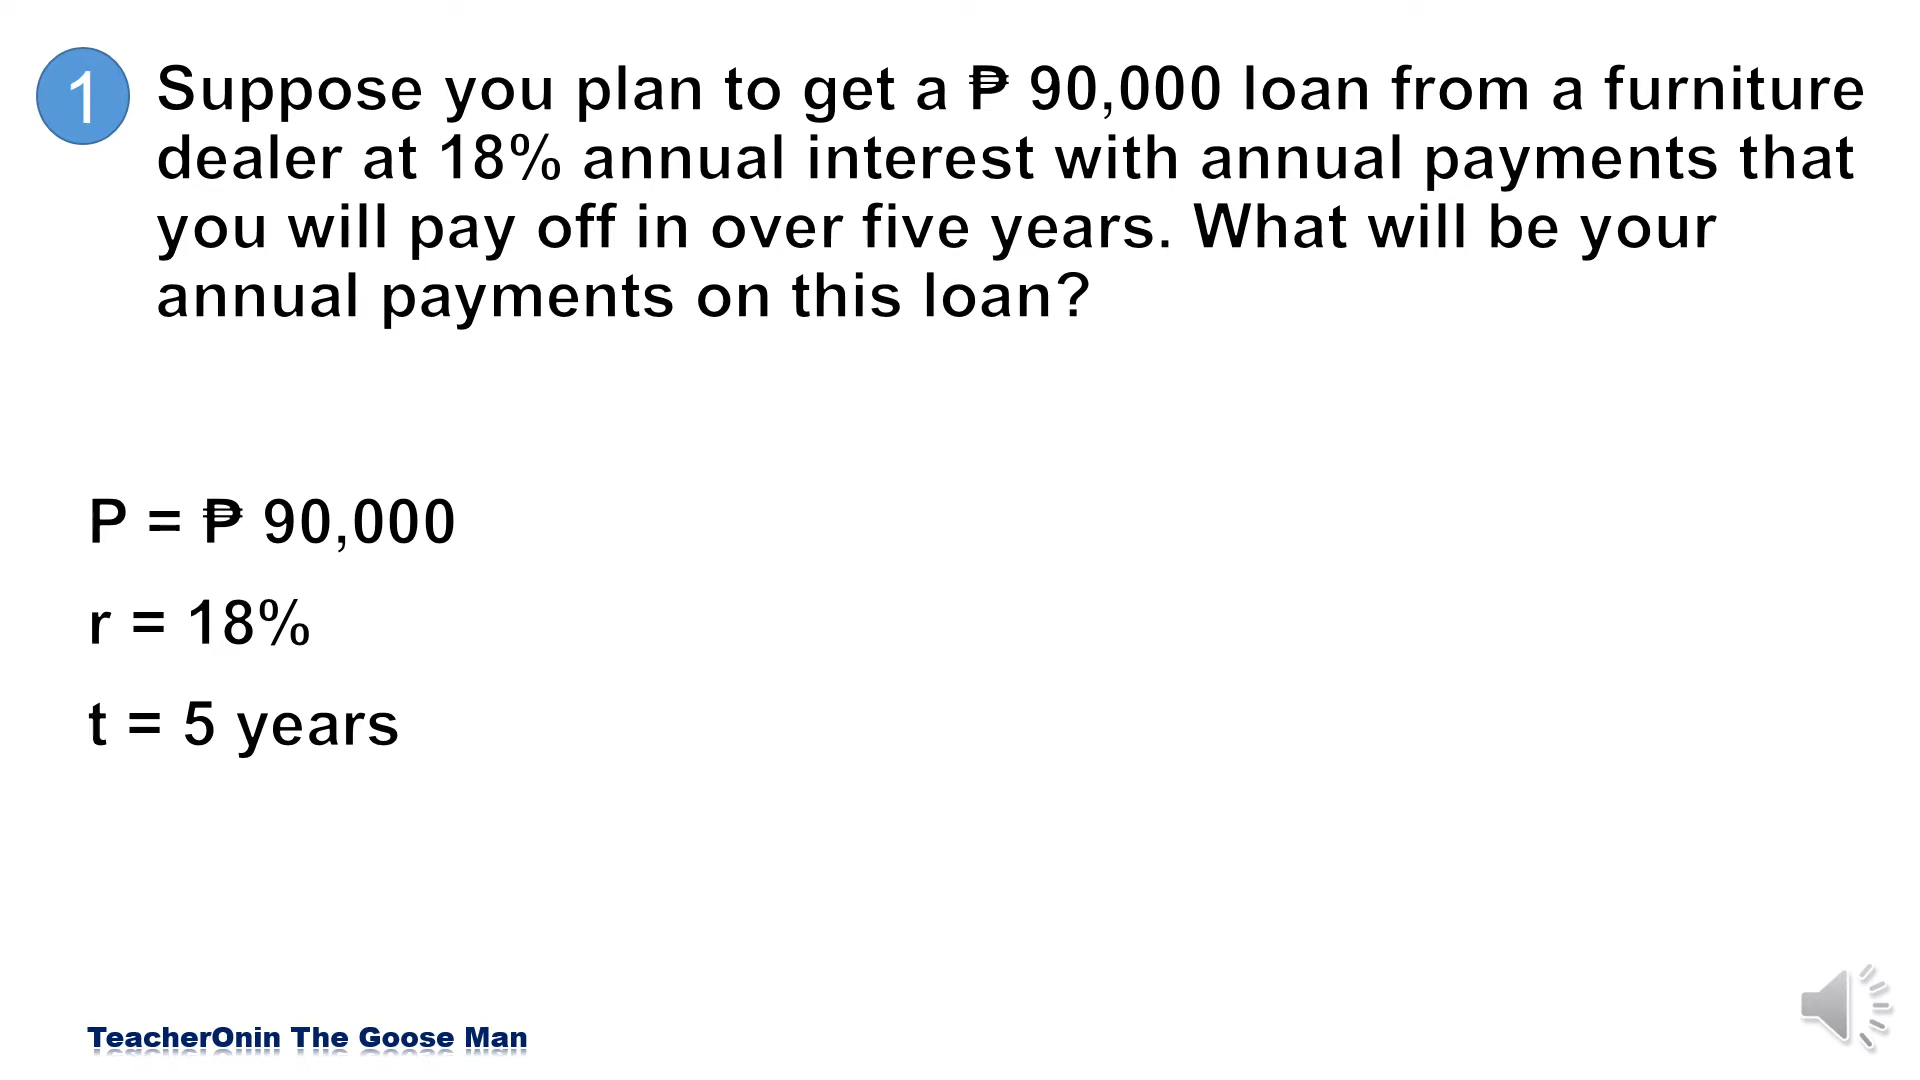 1 Suppose you plan to get a ₱ 90,000 loan from a furniture
dealer at 18% annual interest with annual payments that
you will pay off in over five years. What will be your
annual payments on this loan?
P = ₱ 90,000
r = 18%
t = 5 years
TeacherOnin The Goose Man